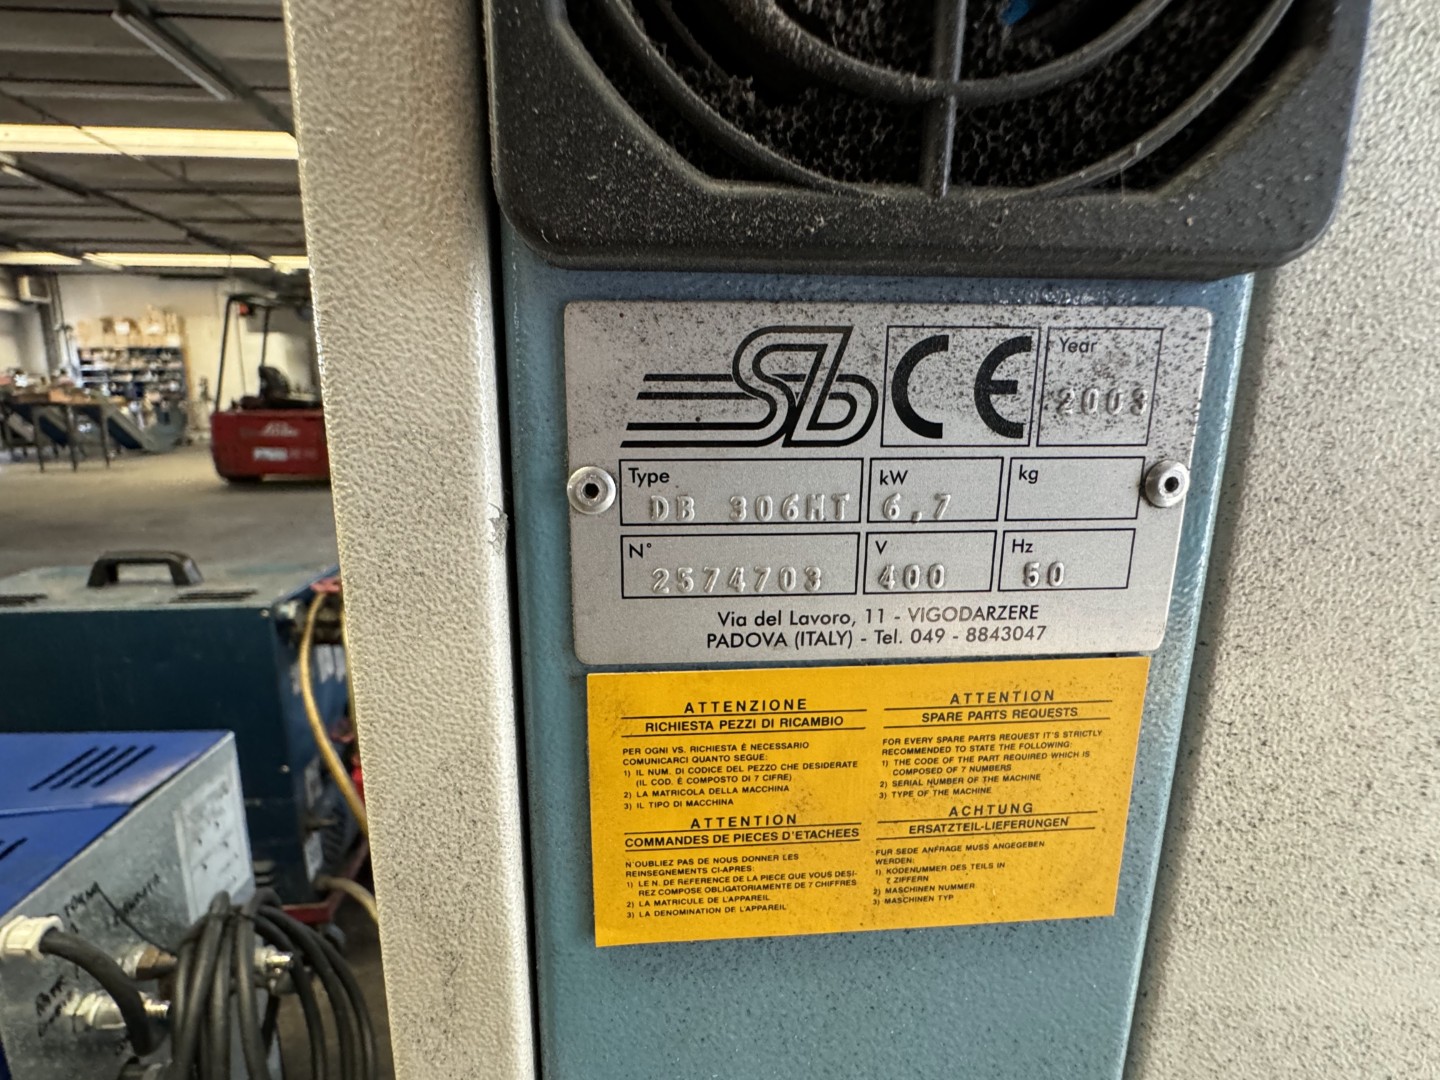 Sb CE Year
2003
Type
DB 306MT
kW
6,7
kg
N°
2574703
V
400
Hz
50
Via del Lavoro, 11 - VIGODARZERE
PADOVA (ITALY) - Tel. 049 - 8843047
ATTENZIONE
RICHIESTA PEZZI DI RICAMBIO
PER OGNI VS. RICHIESTA È NECESSARIO
COMUNICARCI QUANTO SEGUE:
1) IL NUM. DI CODICE DEL PEZZO CHE DESIDERATE
(IL COD. È COMPOSTO DI 7 CIFRE)
2) LA MATRICOLA DELLA MACCHINA
3) IL TIPO DI MACCHINA
ATTENTION
COMMANDES DE PIECES D'ETACHEES
N'OUBLIEZ PAS DE NOUS DONNER LES
REINSEGNEMENTS CI-APRES:
1) LE N. DE REFERENCE DE LA PIECE QUE VOUS DESI-
REZ COMPOSE OBLIGATORIAMENTE DE 7 CHIFFRES
2) LA MATRICULE DE L'APPAREIL
3) LA DENOMINATION DE L'APPAREIL
ATTENTION
SPARE PARTS REQUESTS
FOR EVERY SPARE PARTS REQUEST IT'S STRICTLY
RECOMMENDED TO STATE THE FOLLOWING:
1) THE CODE OF THE PART REQUIRED WHICH IS
COMPOSED OF 7 NUMBERS
2) SERIAL NUMBER OF THE MACHINE
3) TYPE OF THE MACHINE
ACHTUNG
ERSATZTEIL-LIEFERUNGEN
FUR SEDE ANFRAGE MUSS ANGEGEBEN
WERDEN:
1) KODENUMMER DES TEILS IN
7 ZIFFERN
2) MASCHINEN NUMMER
3) MASCHINEN TYP